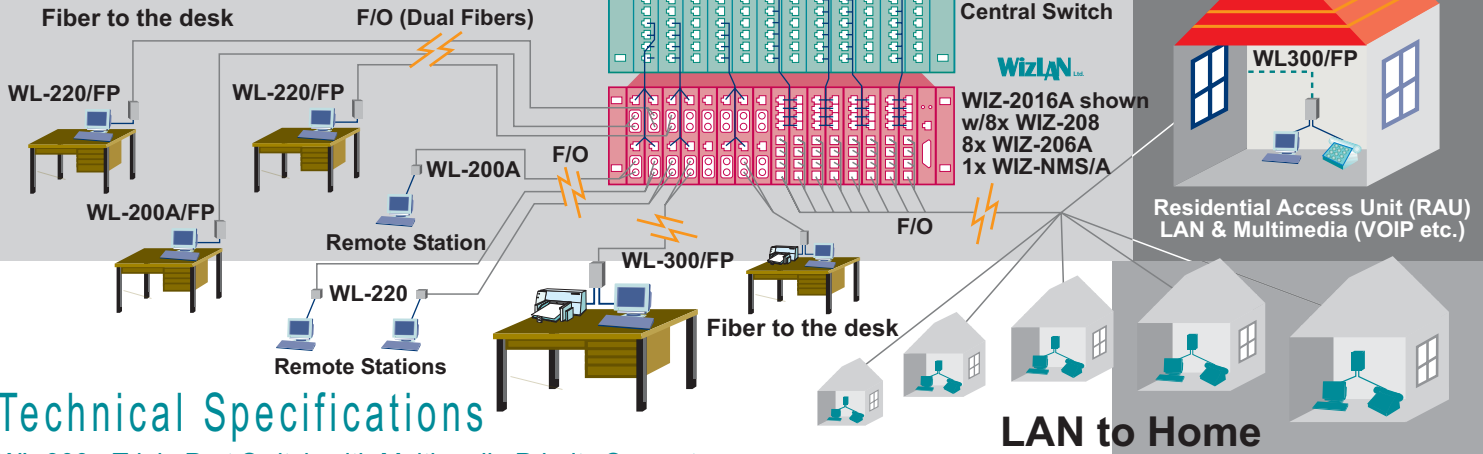 Fiber to the desk
F/O (Dual Fibers)
Central Switch
WizLAN Ltd.
WL-220/FP
WL-220/FP
WIZ-2016A shown
w/8x WIZ-208
8x WIZ-206A
1x WIZ-NMS/A
WL300/FP
F/O
WL-200A
WL-200A/FP
Remote Station
F/O
Residential Access Unit (RAU)
LAN & Multimedia (VOIP etc.)
WL-300/FP
WL-220
Fiber to the desk
Remote Stations
Technical Specifications
LAN to Home